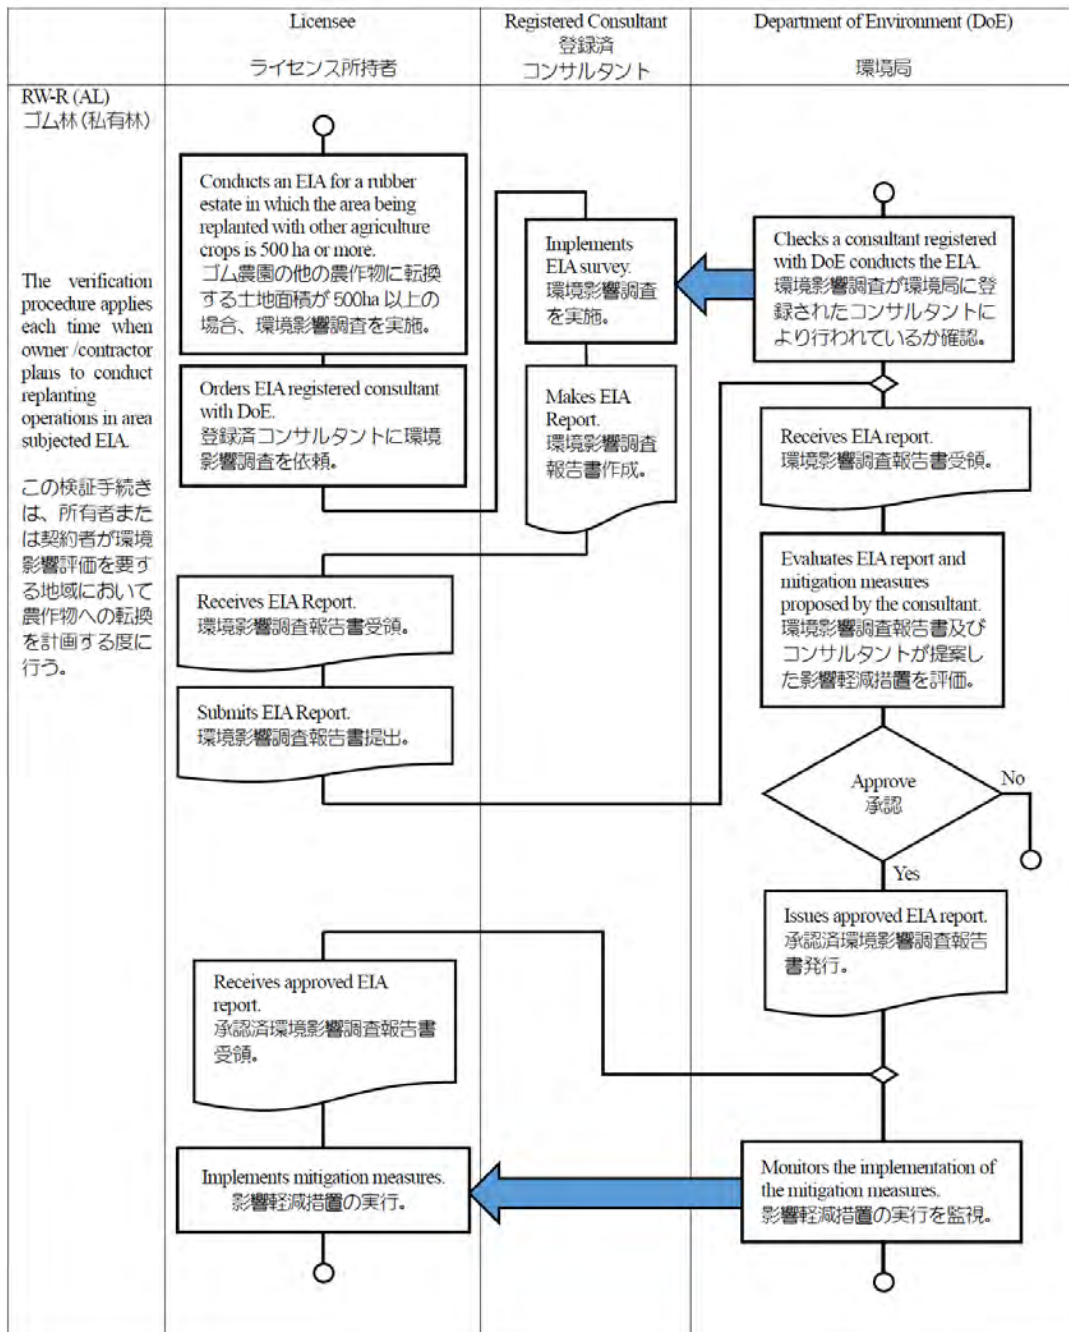 Licensee
ライセンス所持者
Registered Consultant
登録済
コンサルタント
Department of Environment (DoE)
環境局
RW-R (AL)
ゴム林(私有林)
The verification
procedure applies
each time when
owner /contractor
plans to conduct
replanting
operations in area
subjected EIA.
この検証手続き
は、所有者また
は契約者が環境
影響評価を要す
る地域において
農作物への転換
を計画する度に
行う。
Conducts an EIA for a rubber
estate in which the area being
replanted with other agriculture
crops is 500 ha or more.
ゴム農園の他の農作物に転換
する土地面積が500ha以上の
場合、環境影響調査を実施。
Orders EIA registered consultant
with DoE.
登録済コンサルタントに環境
影響調査を依頼。
Implements
EIA survey.
環境影響調査
を実施。
Checks a consultant registered
with DoE conducts the EIA.
環境影響調査が環境局に登
録されたコンサルタントに
より行われているか確認。
Makes EIA
Report.
環境影響調査
報告書作成。
Receives EIA report.
環境影響調査報告書受領。
Evaluates EIA report and
mitigation measures
proposed by the consultant.
環境影響調査報告書及び
コンサルタントが提案し
た影響軽減措置を評価。
Receives EIA Report.
環境影響調査報告書受領。
Submits EIA Report.
環境影響調査報告書提出。
Approve
承認
No
Yes
Issues approved EIA report.
承認済環境影響調査報告
書発行。
Receives approved EIA
report.
承認済環境影響調査報告書
受領。
Implements mitigation measures.
影響軽減措置の実行。
Monitors the implementation of
the mitigation measures.
影響軽減措置の実行を監視。